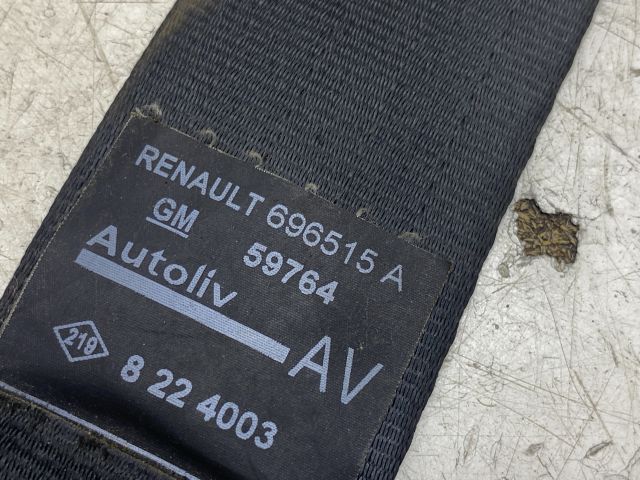 RENAULT 696515 A
GM 59764
Autoliv
AV
219 8 22 4003